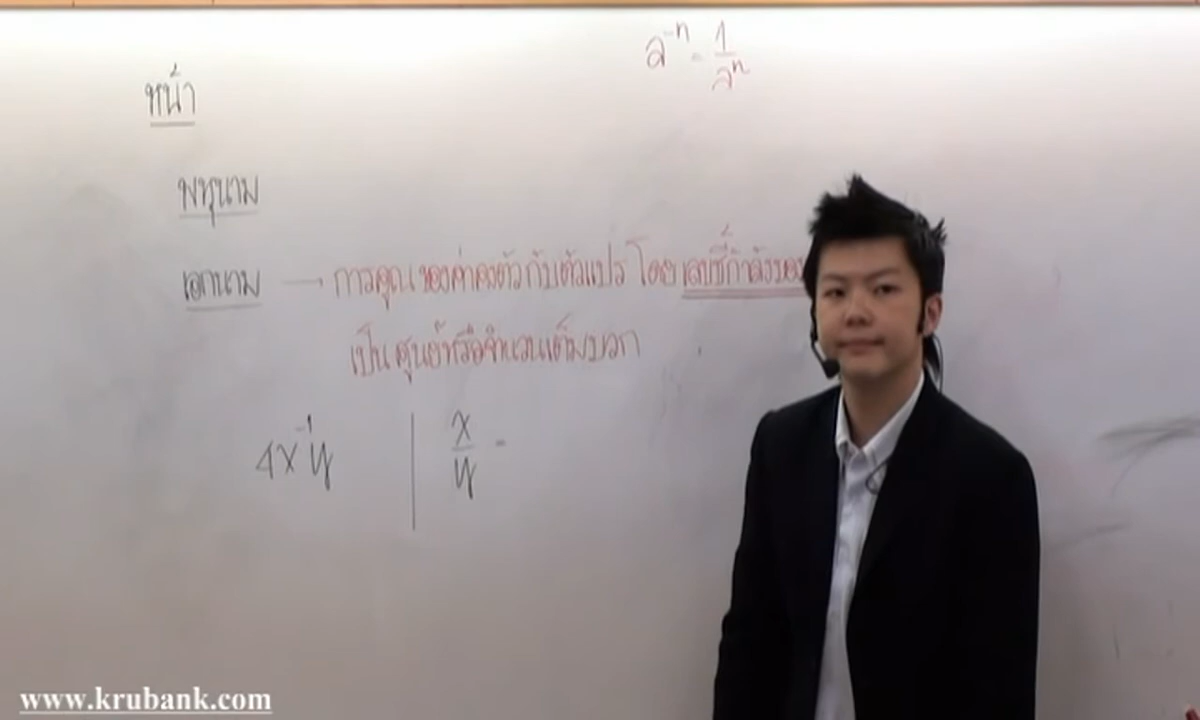 a⁻ⁿ = 1/aⁿ
หน้า
พหุนาม
เอกนาม → การคูณของค่าคงตัวกับตัวแปร โดยเลขชี้กำลังของ
เป็นศูนย์หรือจำนวนเต็มบวก
4x⁻¹y | x/y =
www.krubank.com